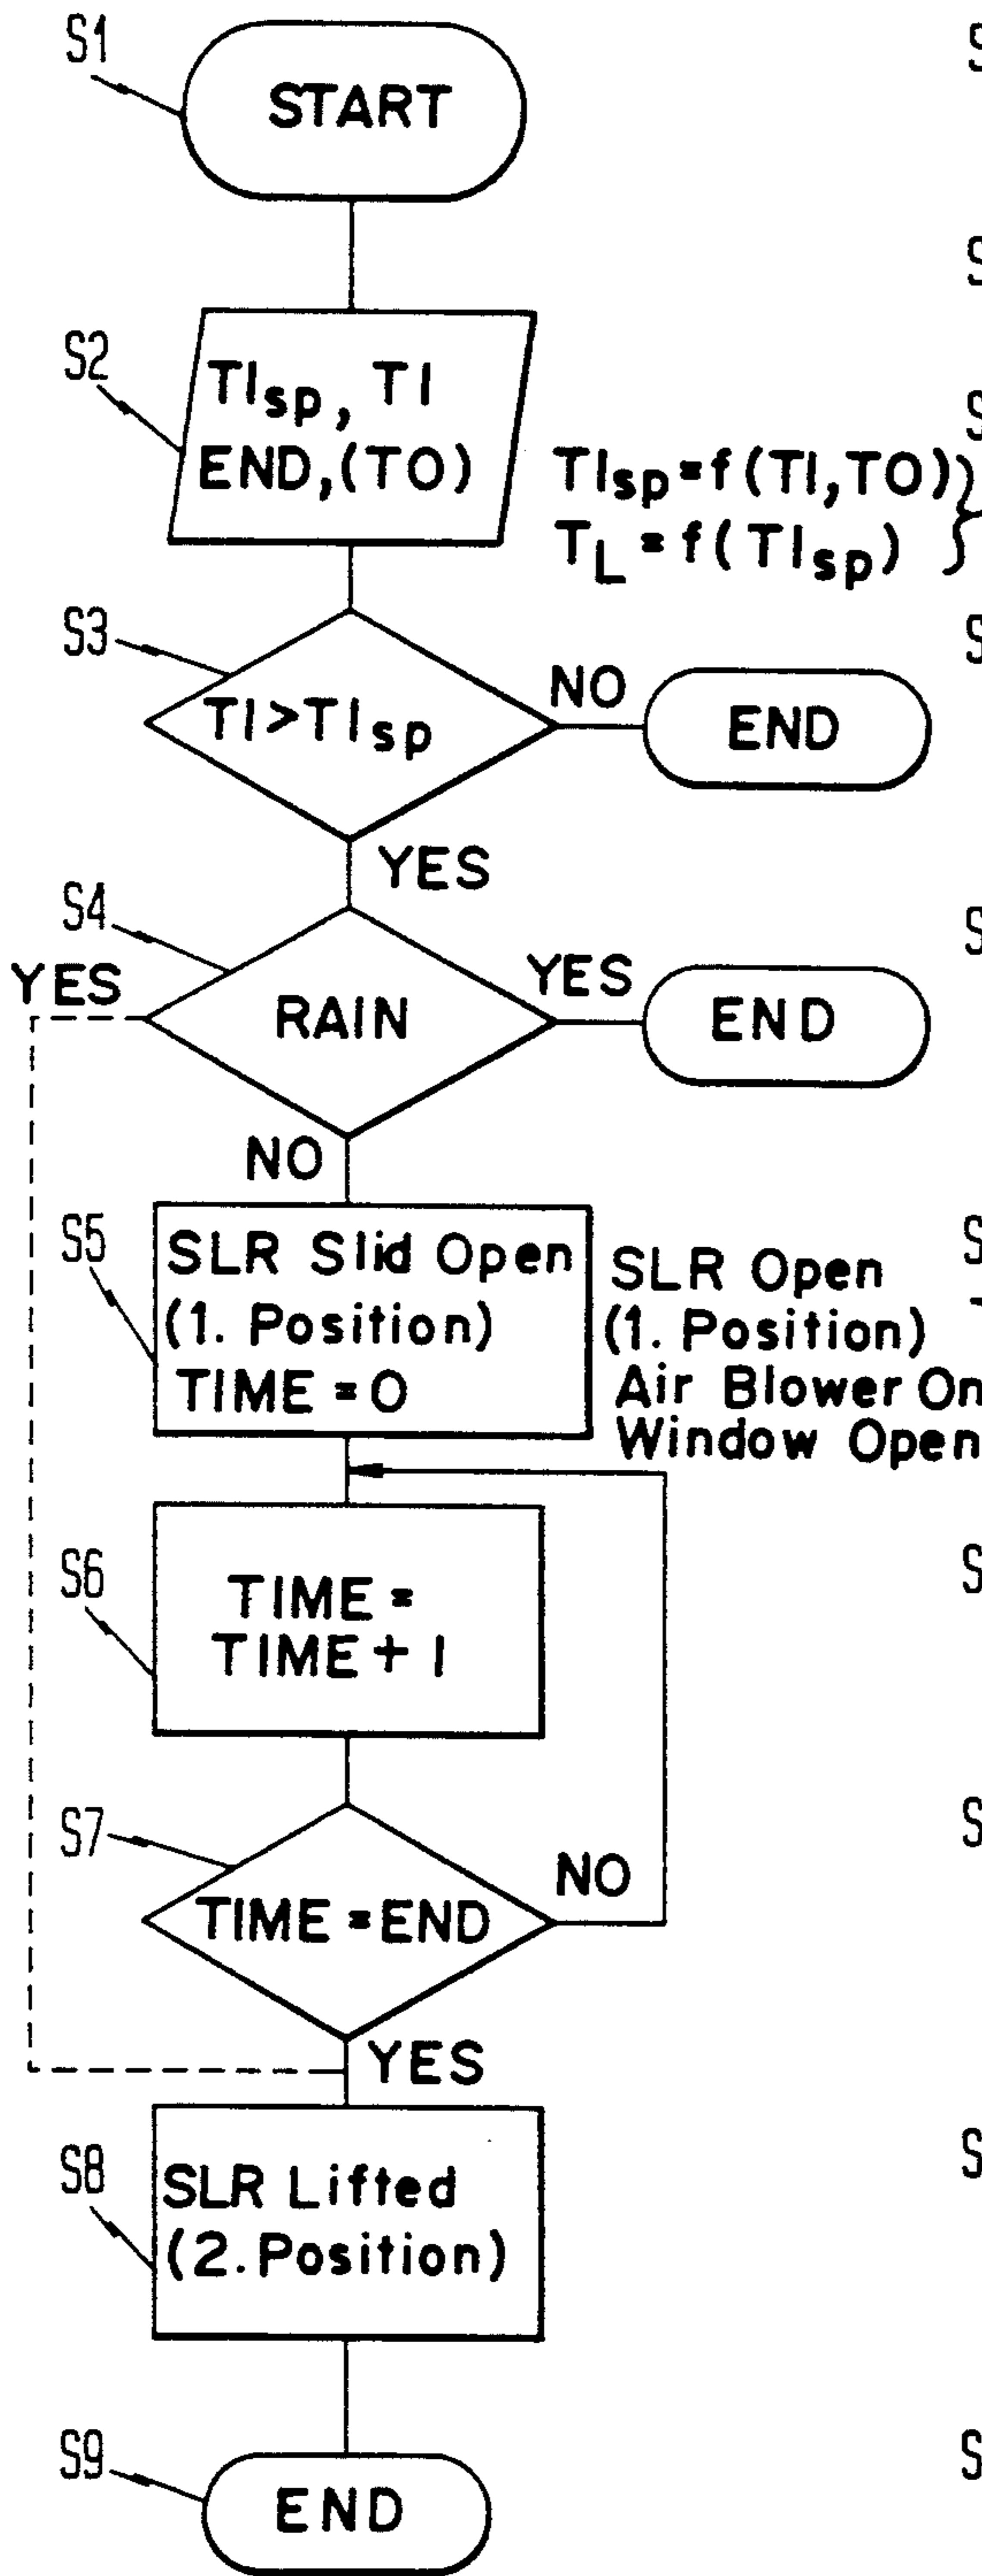 S1
START
S2
TIsp, TI
END,(TO)
TIsp=f(TI,TO)}
TL=f(TIsp)
S3
TI>TIsp
NO
END
YES
S4
YES
RAIN
YES
END
NO
S5
SLR Slid Open
(1. Position)
TIME=0
SLR Open
(1. Position)
Air Blower On
Window Open
S6
TIME=
TIME+1
S7
TIME=END
NO
YES
S8
SLR Lifted
(2. Position)
S9
END